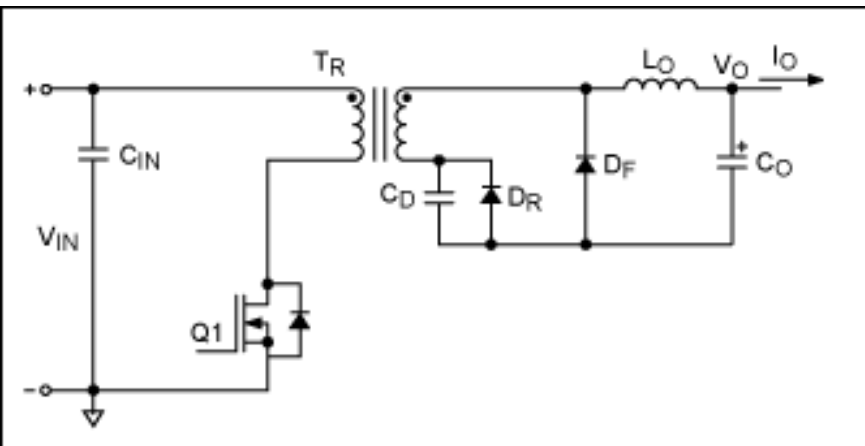 TR
LO
VO
IO
+
CIN
CD
DR
DF
+
CO
VIN
Q1
-